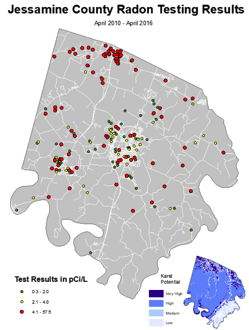 Jessamine County Radon Testing Results
April 2010 - April 2016
Test Results in pCi/L
0.3 - 2.0
2.1 - 4.0
4.1 - 57.5
Karst
Potential
Very High
High
Medium
Low